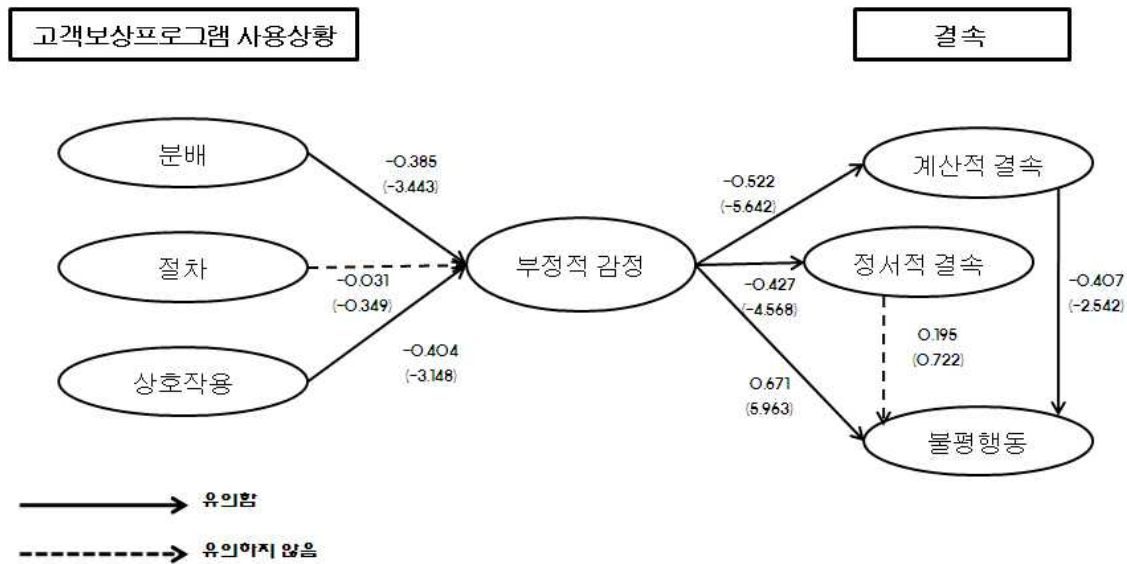 고객보상프로그램 사용상황
결속
분배
-0.385
(-3.443)
-0.522
(-5.642)
계산적 결속
절차
-0.031
(-0.349)
부정적 감정
-0.427
(-4.568)
정서적 결속
-0.407
(-2.542)
상호작용
-0.404
(-3.148)
0.671
(5.963)
0.195
(0.722)
불평행동
유의함
유의하지 않음